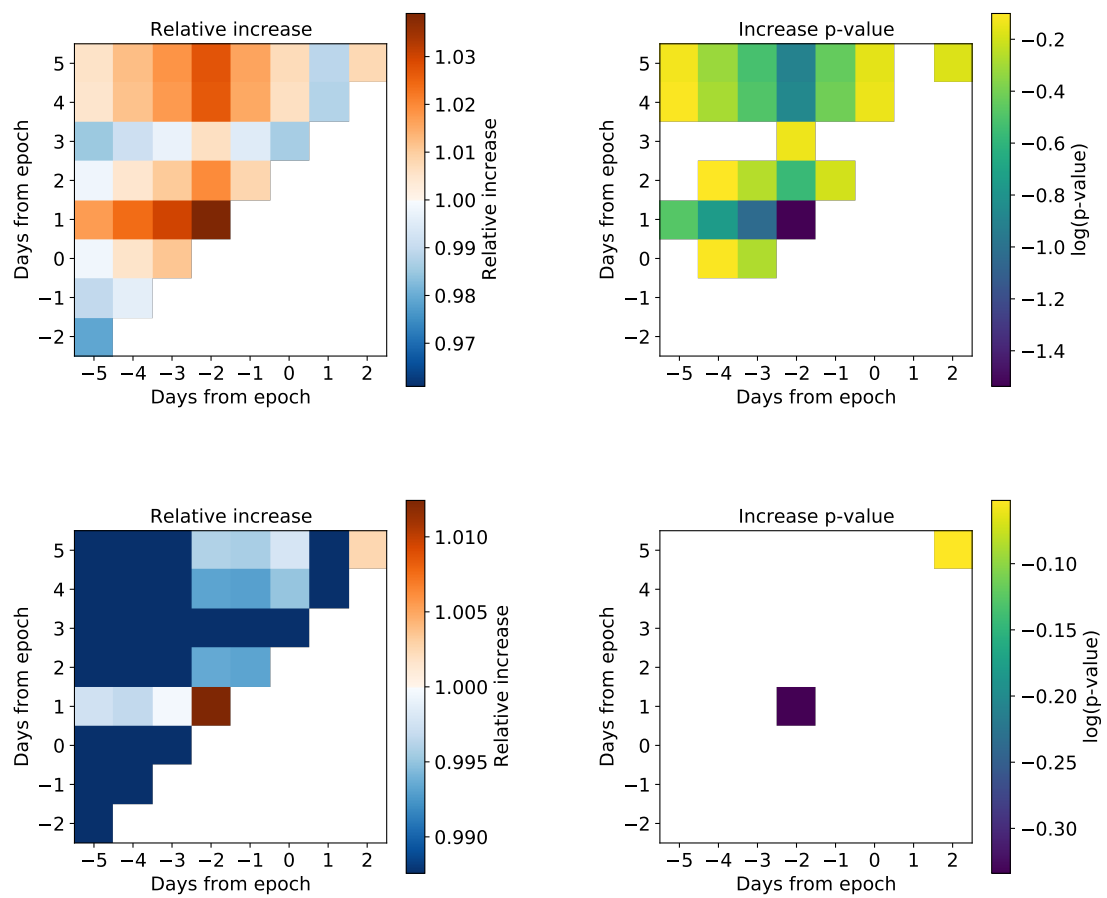 Relative increase
5
4
3
2
1
0
−1
−2
Days from epoch
−5 −4 −3 −2 −1 0 1 2
Days from epoch
1.03
1.02
1.01
1.00
0.99
0.98
0.97
Relative increase
Increase p-value
5
4
3
2
1
0
−1
−2
Days from epoch
−5 −4 −3 −2 −1 0 1 2
Days from epoch
−0.2
−0.4
−0.6
−0.8
−1.0
−1.2
−1.4
log(p-value)
Relative increase
5
4
3
2
1
0
−1
−2
Days from epoch
−5 −4 −3 −2 −1 0 1 2
Days from epoch
1.010
1.005
1.000
0.995
0.990
Relative increase
Increase p-value
5
4
3
2
1
0
−1
−2
Days from epoch
−5 −4 −3 −2 −1 0 1 2
Days from epoch
−0.10
−0.15
−0.20
−0.25
−0.30
log(p-value)